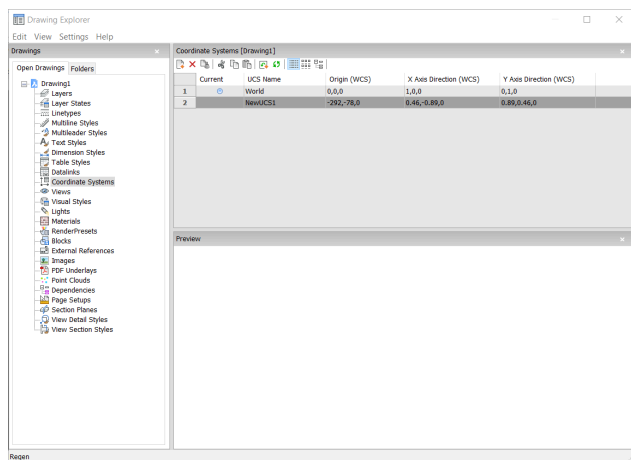 Drawing Explorer
Edit View Settings Help
Drawings
Open Drawings Folders
Drawing1
Layers
Layer States
Linetypes
Multiline Styles
Multileader Styles
Text Styles
Dimension Styles
Table Styles
Datalinks
Coordinate Systems
Views
Visual Styles
Lights
Materials
RenderPresets
Blocks
External References
Images
PDF Underlays
Point Clouds
Dependencies
Page Setups
Section Planes
View Detail Styles
View Section Styles
Coordinate Systems [Drawing1]
Current UCS Name Origin (WCS) X Axis Direction (WCS) Y Axis Direction (WCS)
1 World 0,0,0 1,0,0 0,1,0
2 NewUCS1 -292,-78,0 0.46,-0.89,0 0.89,0.46,0
Preview
Regen